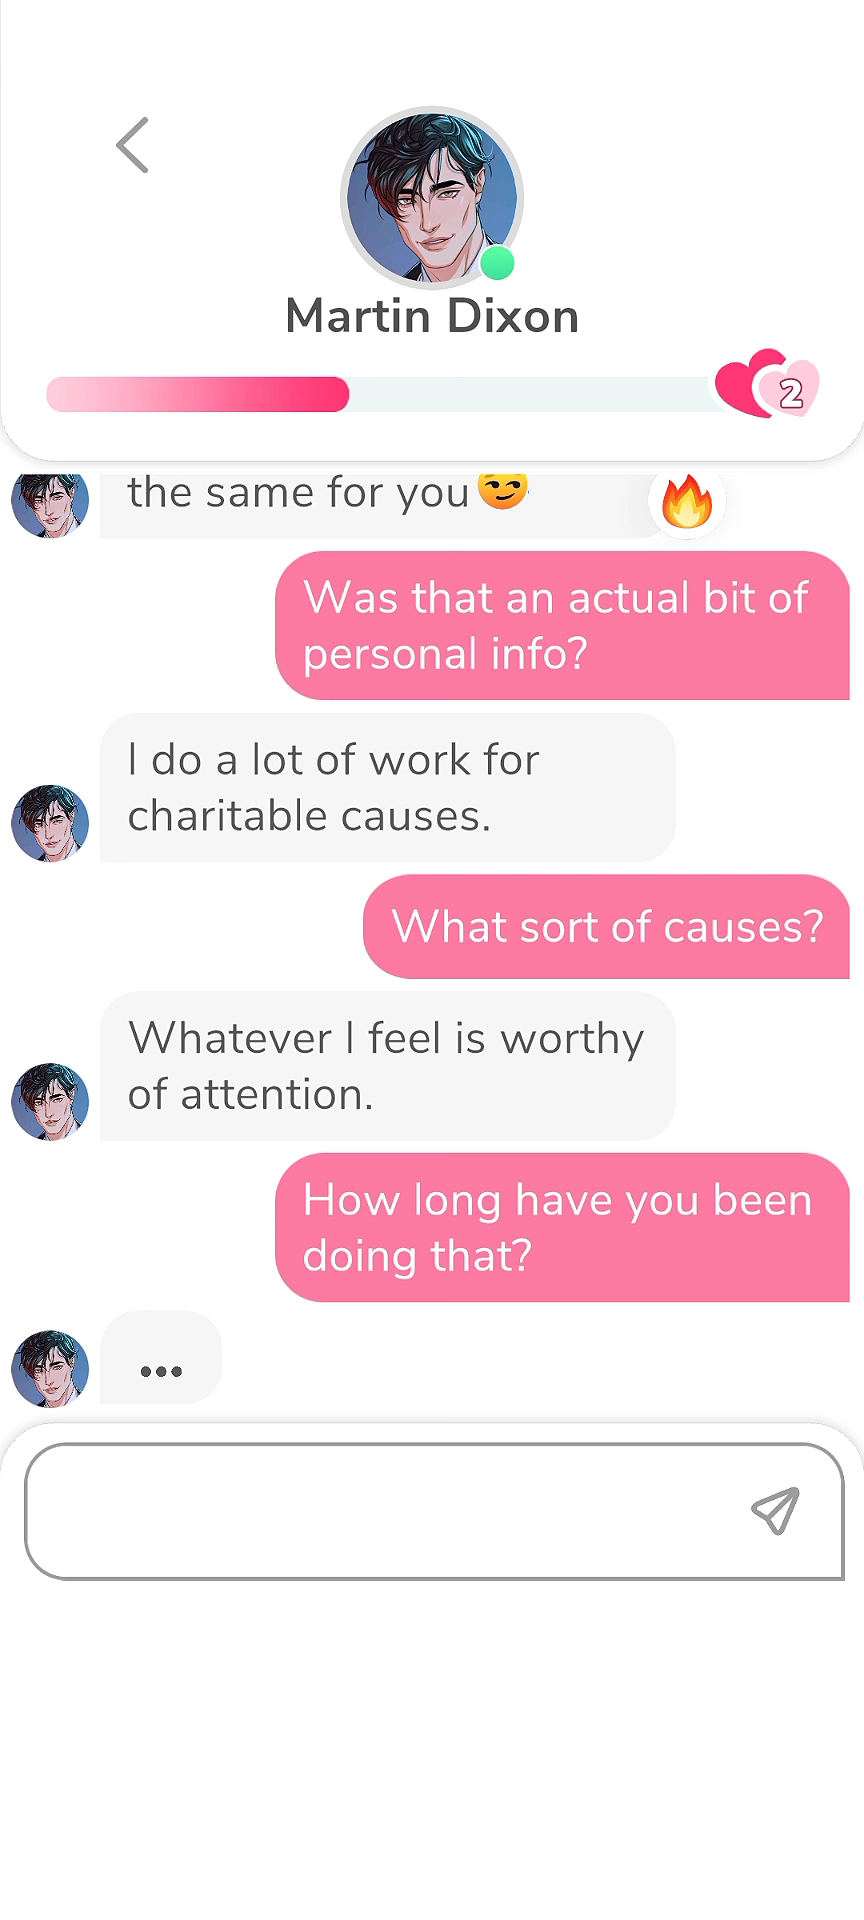 Martin Dixon
2
the same for you😏
Was that an actual bit of
personal info?
I do a lot of work for
charitable causes.
What sort of causes?
Whatever I feel is worthy
of attention.
How long have you been
doing that?
...